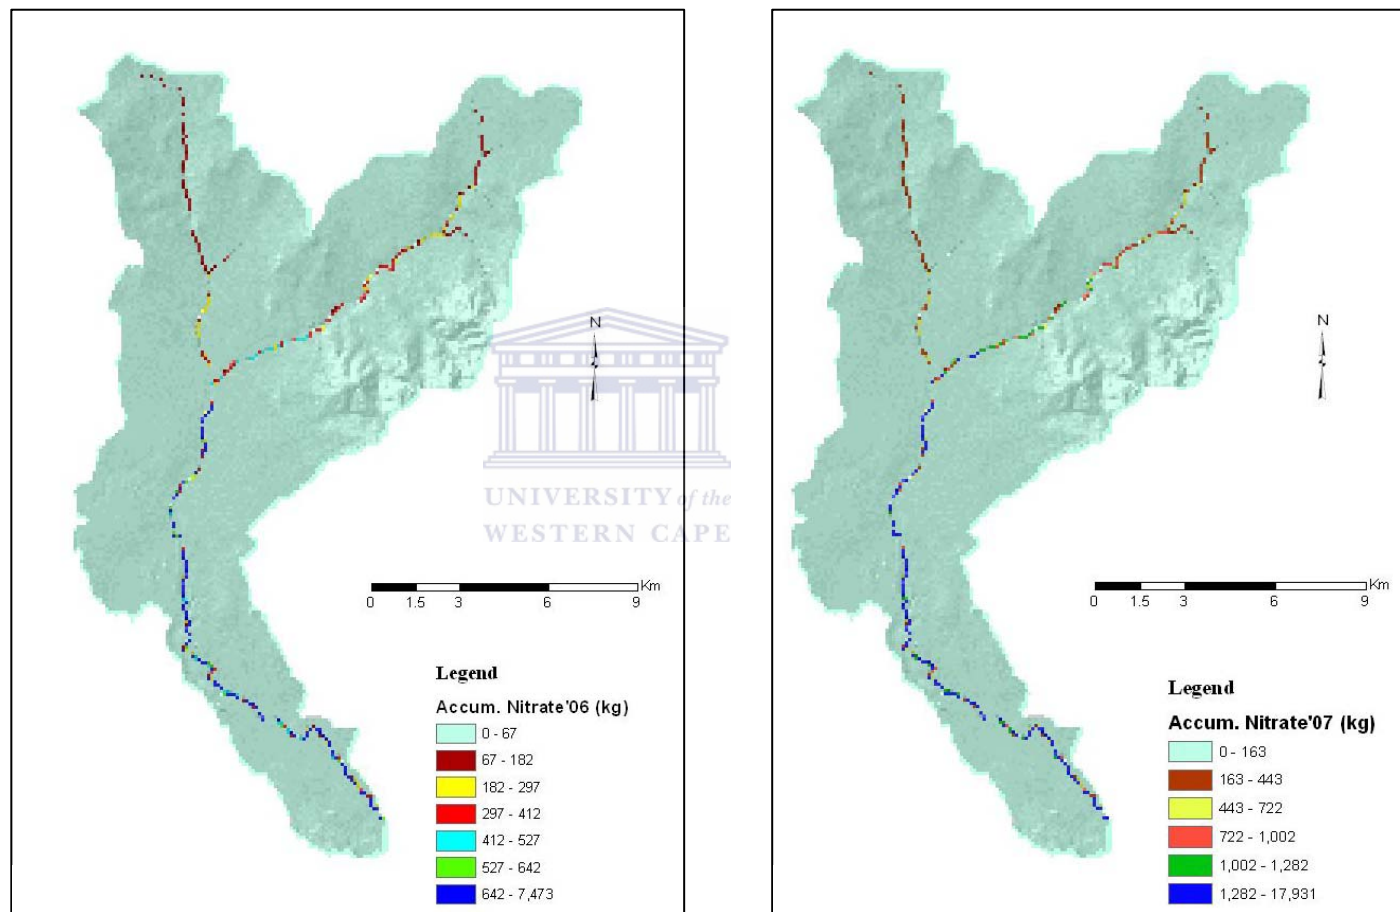 N
UNIVERSITY of the
WESTERN CAPE
Km
0 1.5 3 6 9
Legend
Accum. Nitrate'06 (kg)
0 - 67
67 - 182
182 - 297
297 - 412
412 - 527
527 - 642
642 - 7,473
N
Km
0 1.5 3 6 9
Legend
Accum. Nitrate'07 (kg)
0 - 163
163 - 443
443 - 722
722 - 1,002
1,002 - 1,282
1,282 - 17,931